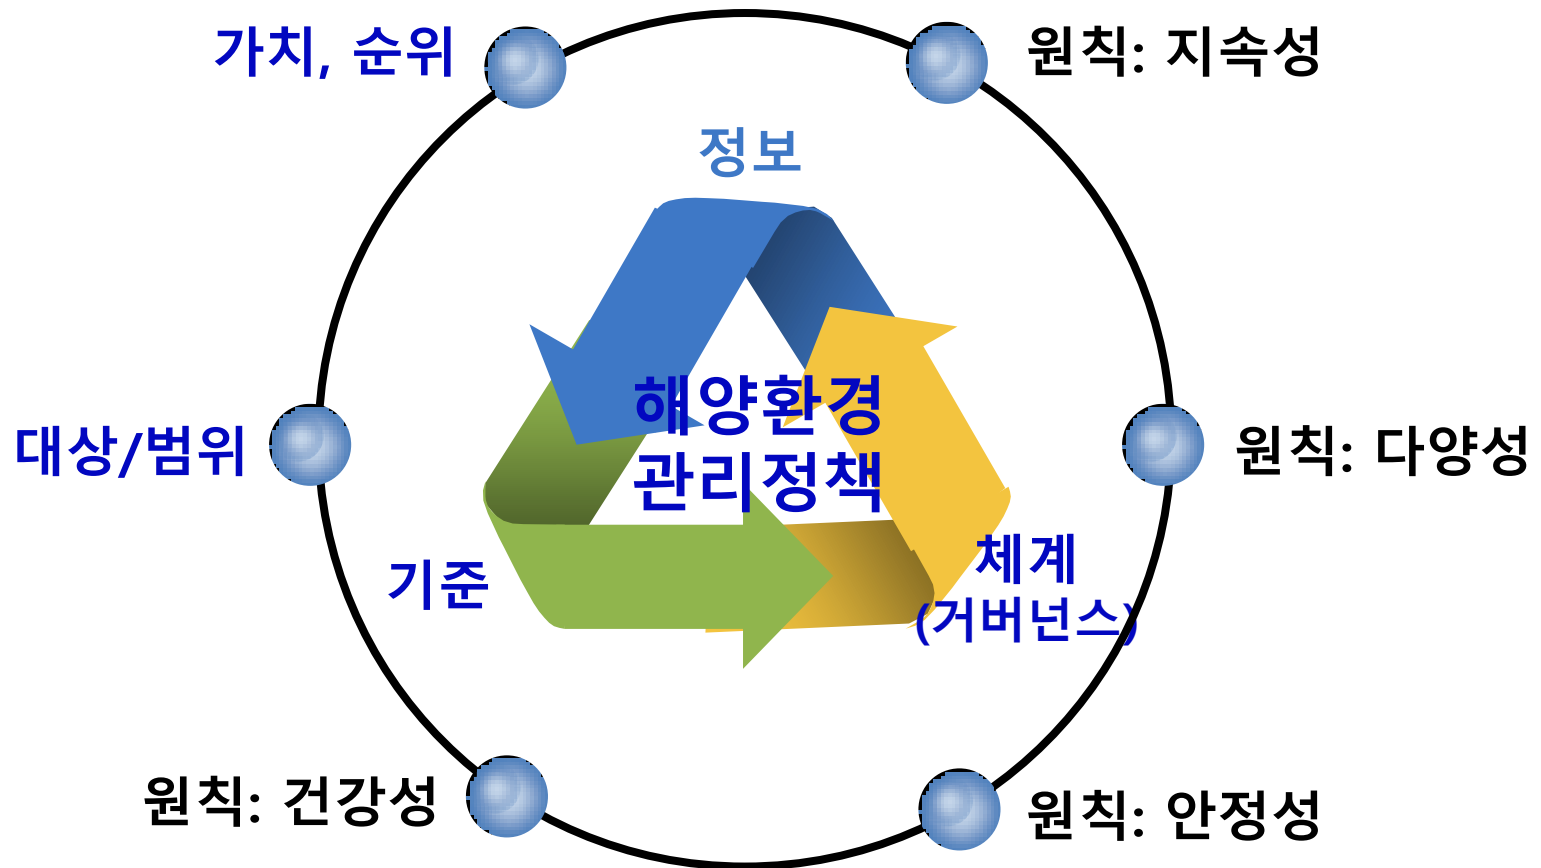 가치, 순위
원칙: 지속성
정보
해양환경
관리정책
대상/범위
원칙: 다양성
기준
체계
(거버넌스)
원칙: 건강성
원칙: 안정성